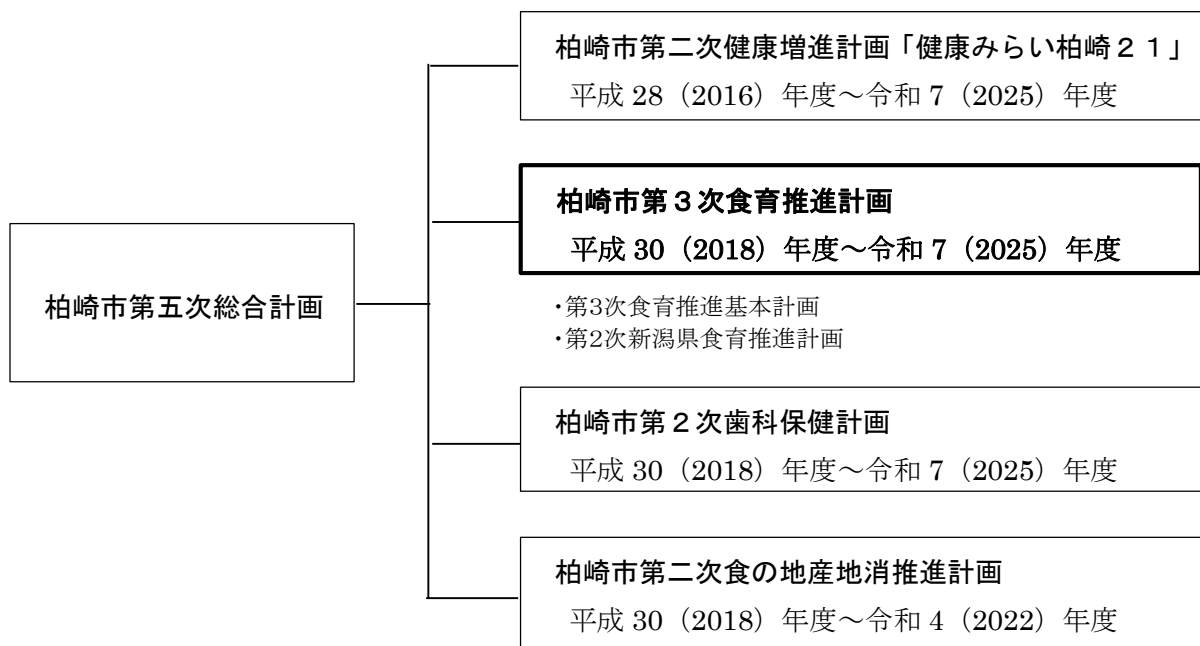 柏崎市第二次健康増進計画「健康みらい柏崎２１」
平成 28（2016）年度～令和 7（2025）年度
柏崎市第３次食育推進計画
平成 30（2018）年度～令和 7（2025）年度
柏崎市第五次総合計画
・第3次食育推進基本計画
・第2次新潟県食育推進計画
柏崎市第２次歯科保健計画
平成 30（2018）年度～令和 7（2025）年度
柏崎市第二次食の地産地消推進計画
平成 30（2018）年度～令和 4（2022）年度